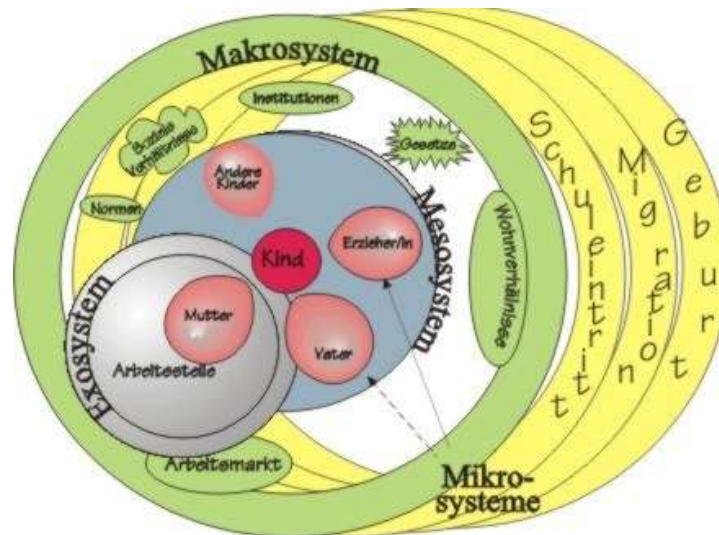 Makrosystem
Institutionen
Soziale
Verhältnisse
Gesetze
Andere
Kinder
Normen
Mesosystem
Erzieher/in
Kind
Wohnverhälnisse
Exosystem
Mutter
Vater
Arbeitsstelle
Arbeitsmarkt
Mikro-
systeme
Schuleintritt
Migration
Geburt